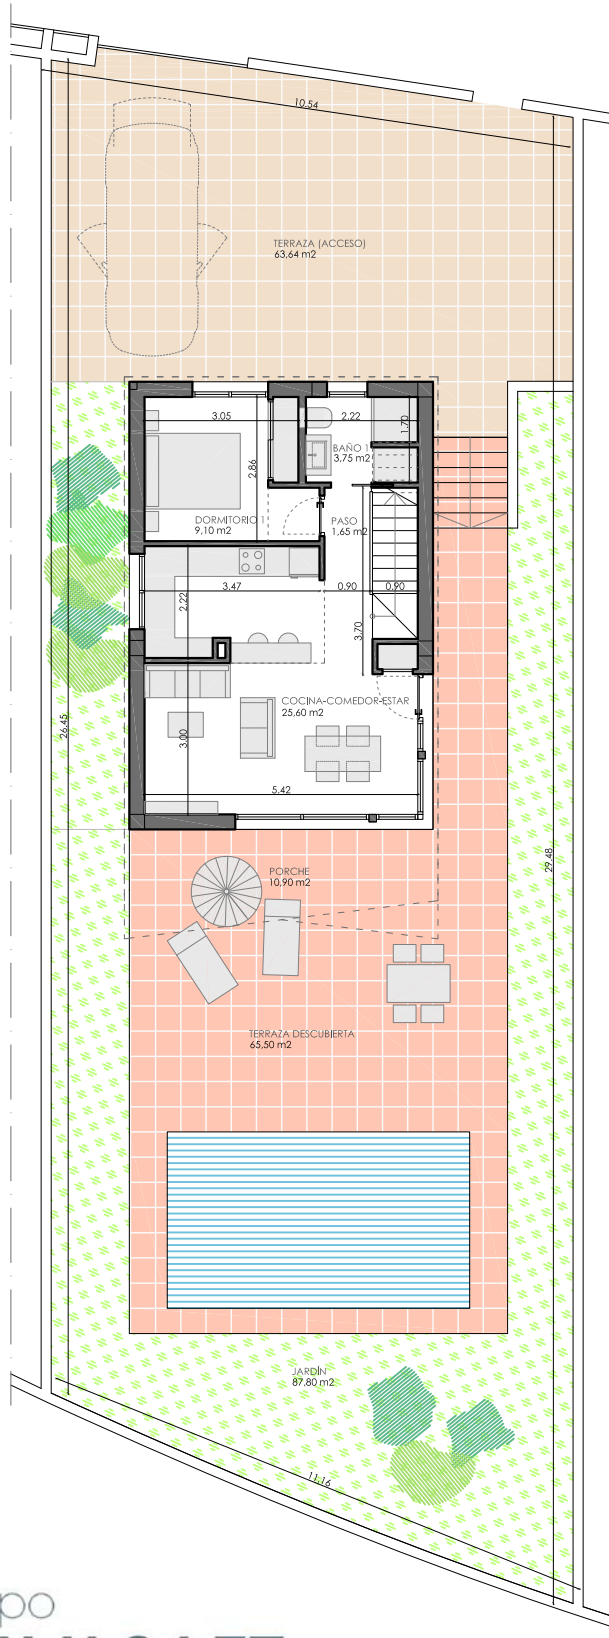 10.54
TERRAZA (ACCESO)
63,64 m2
3.05
2.22
1.70
BAÑO 1
3.75 m2
2.86
DORMITORIO 1
9,10 m2
PASO
1,65 m2
3.47
0,90
0,90
2.22
3.70
COCINA-COMEDOR-ESTAR
25,60 m2
3.00
5.42
26.45
29.48
PORCHE
10,90 m2
TERRAZA DESCUBIERTA
65,50 m2
JARDÍN
87,80 m2
11.16
po